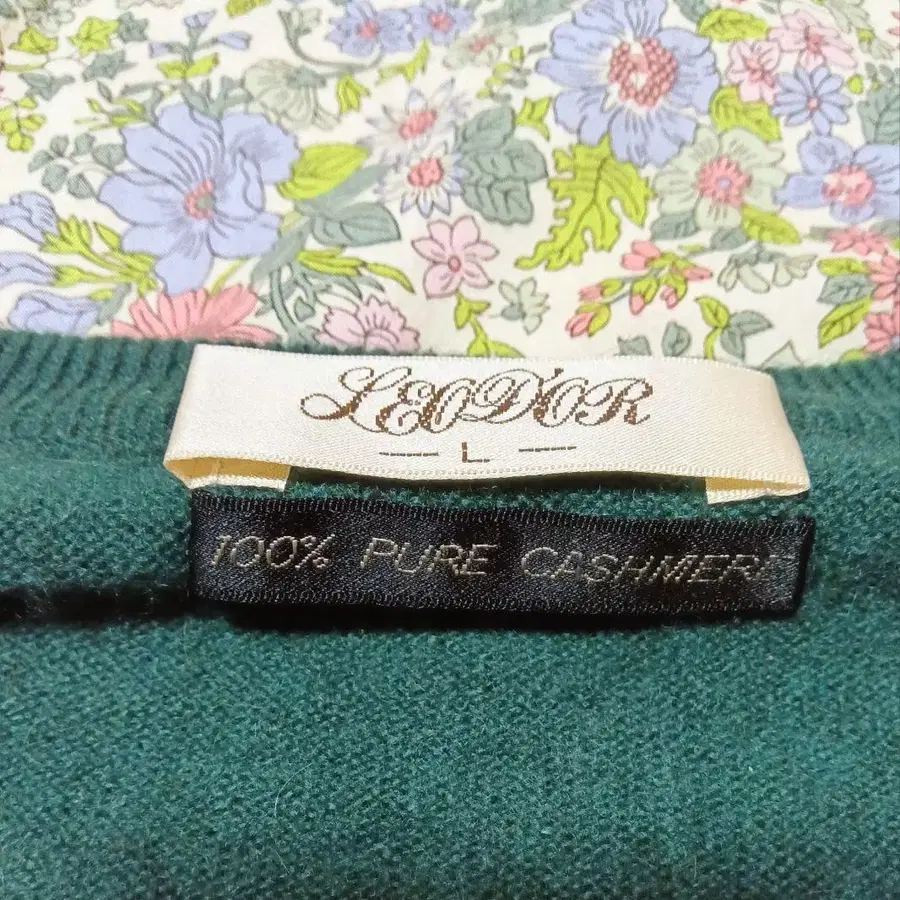 LEOD'OR
— L —
100% PURE CASHMERE